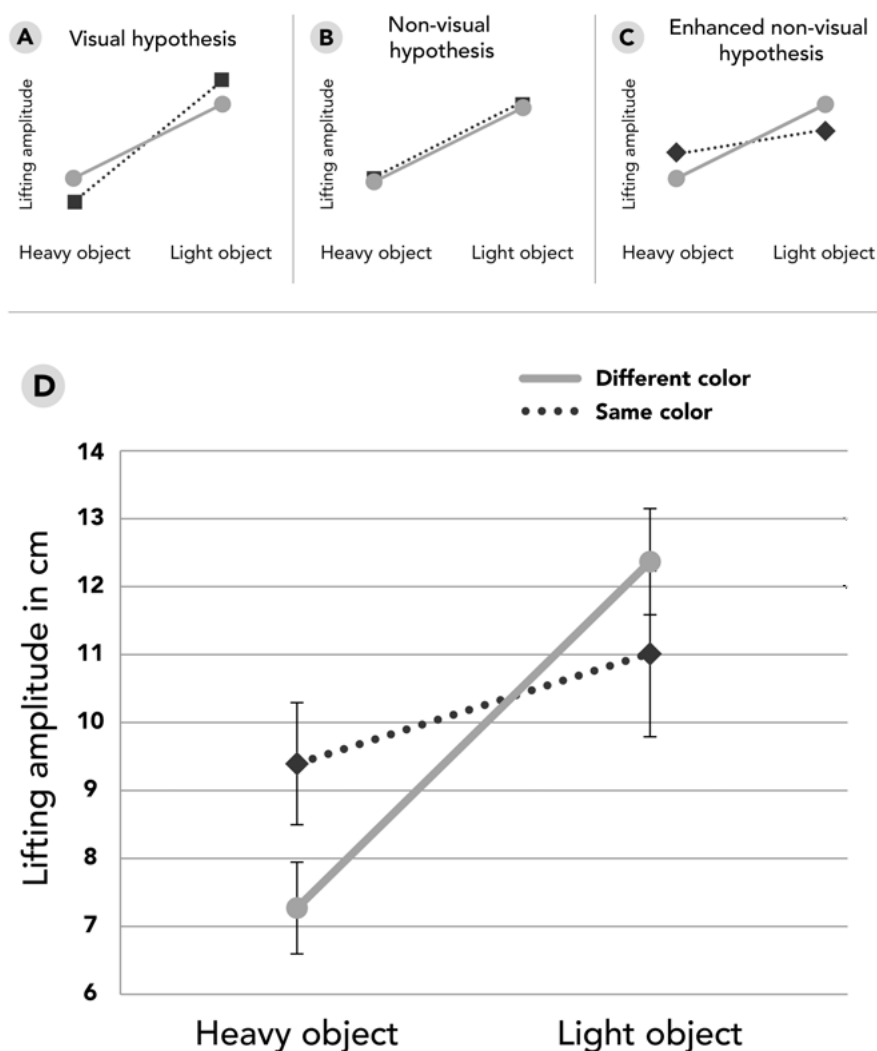 A
Visual hypothesis
Lifting amplitude
Heavy object
Light object
B
Non-visual
hypothesis
Lifting amplitude
Heavy object
Light object
C
Enhanced non-visual
hypothesis
Lifting amplitude
Heavy object
Light object
D
Different color
Same color
Lifting amplitude in cm
14
13
12
11
10
9
8
7
6
Heavy object
Light object